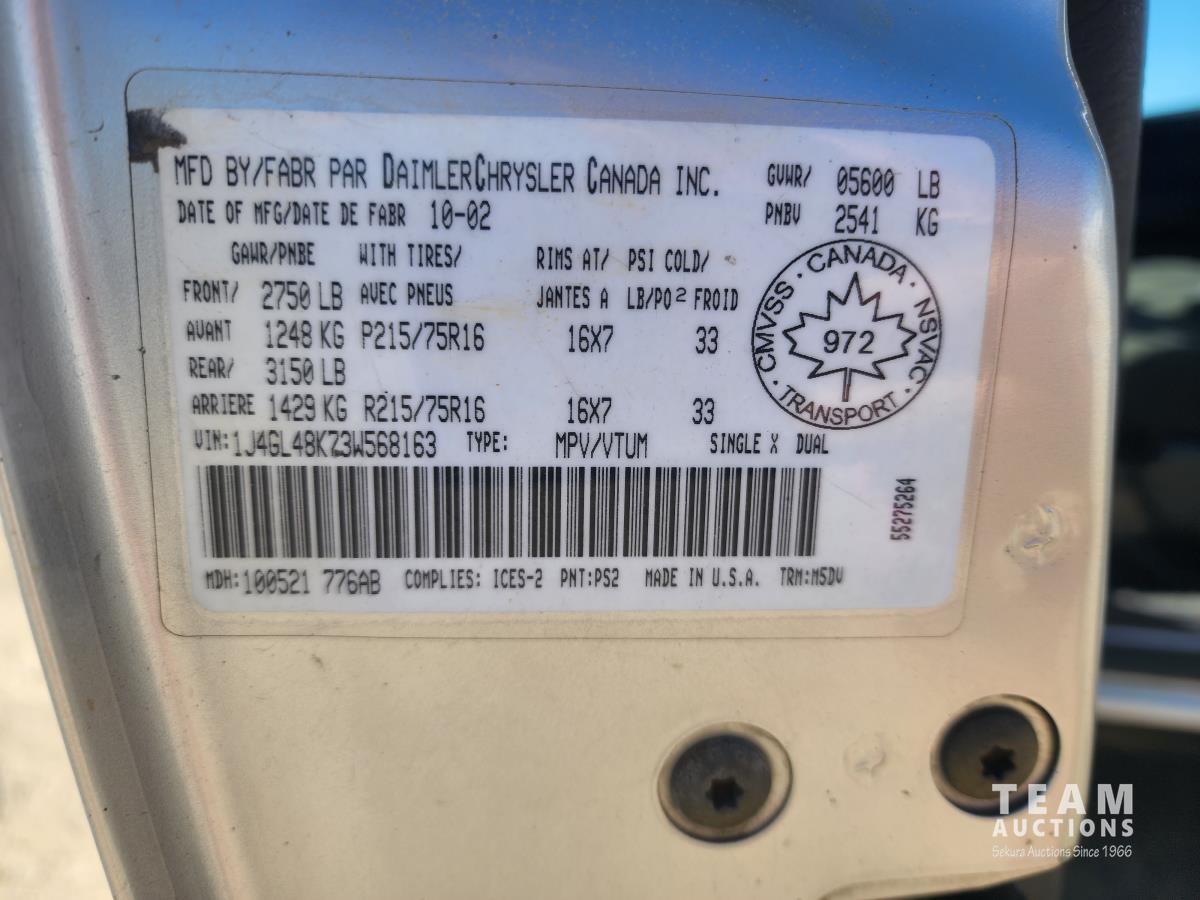 MFD BY/FABR PAR DAIMLERCHRYSLER CANADA INC. GVWR/ 05600 LB
DATE OF MFG/DATE DE FABR 10-02 PNBV 2541 KG
GAWR/PNBE WITH TIRES/ RIMS AT/ PSI COLD/
FRONT/ 2750 LB AVEC PNEUS JANTES A LB/PO² FROID
AVANT 1248 KG P215/75R16 16X7 33
REAR/ 3150 LB
ARRIERE 1429 KG R215/75R16 16X7 33
VIN:1J4GL48K73W568163 TYPE: MPV/VTUM SINGLE X DUAL
CANADA · NSVAC · TRANSPORT · CMVSS ·
972
55275264
MDH:100521 776AB COMPLIES: ICES-2 PNT:PS2 MADE IN U.S.A. TRM:M5DV
TEAM
AUCTIONS
Sekura Auctions Since 1966